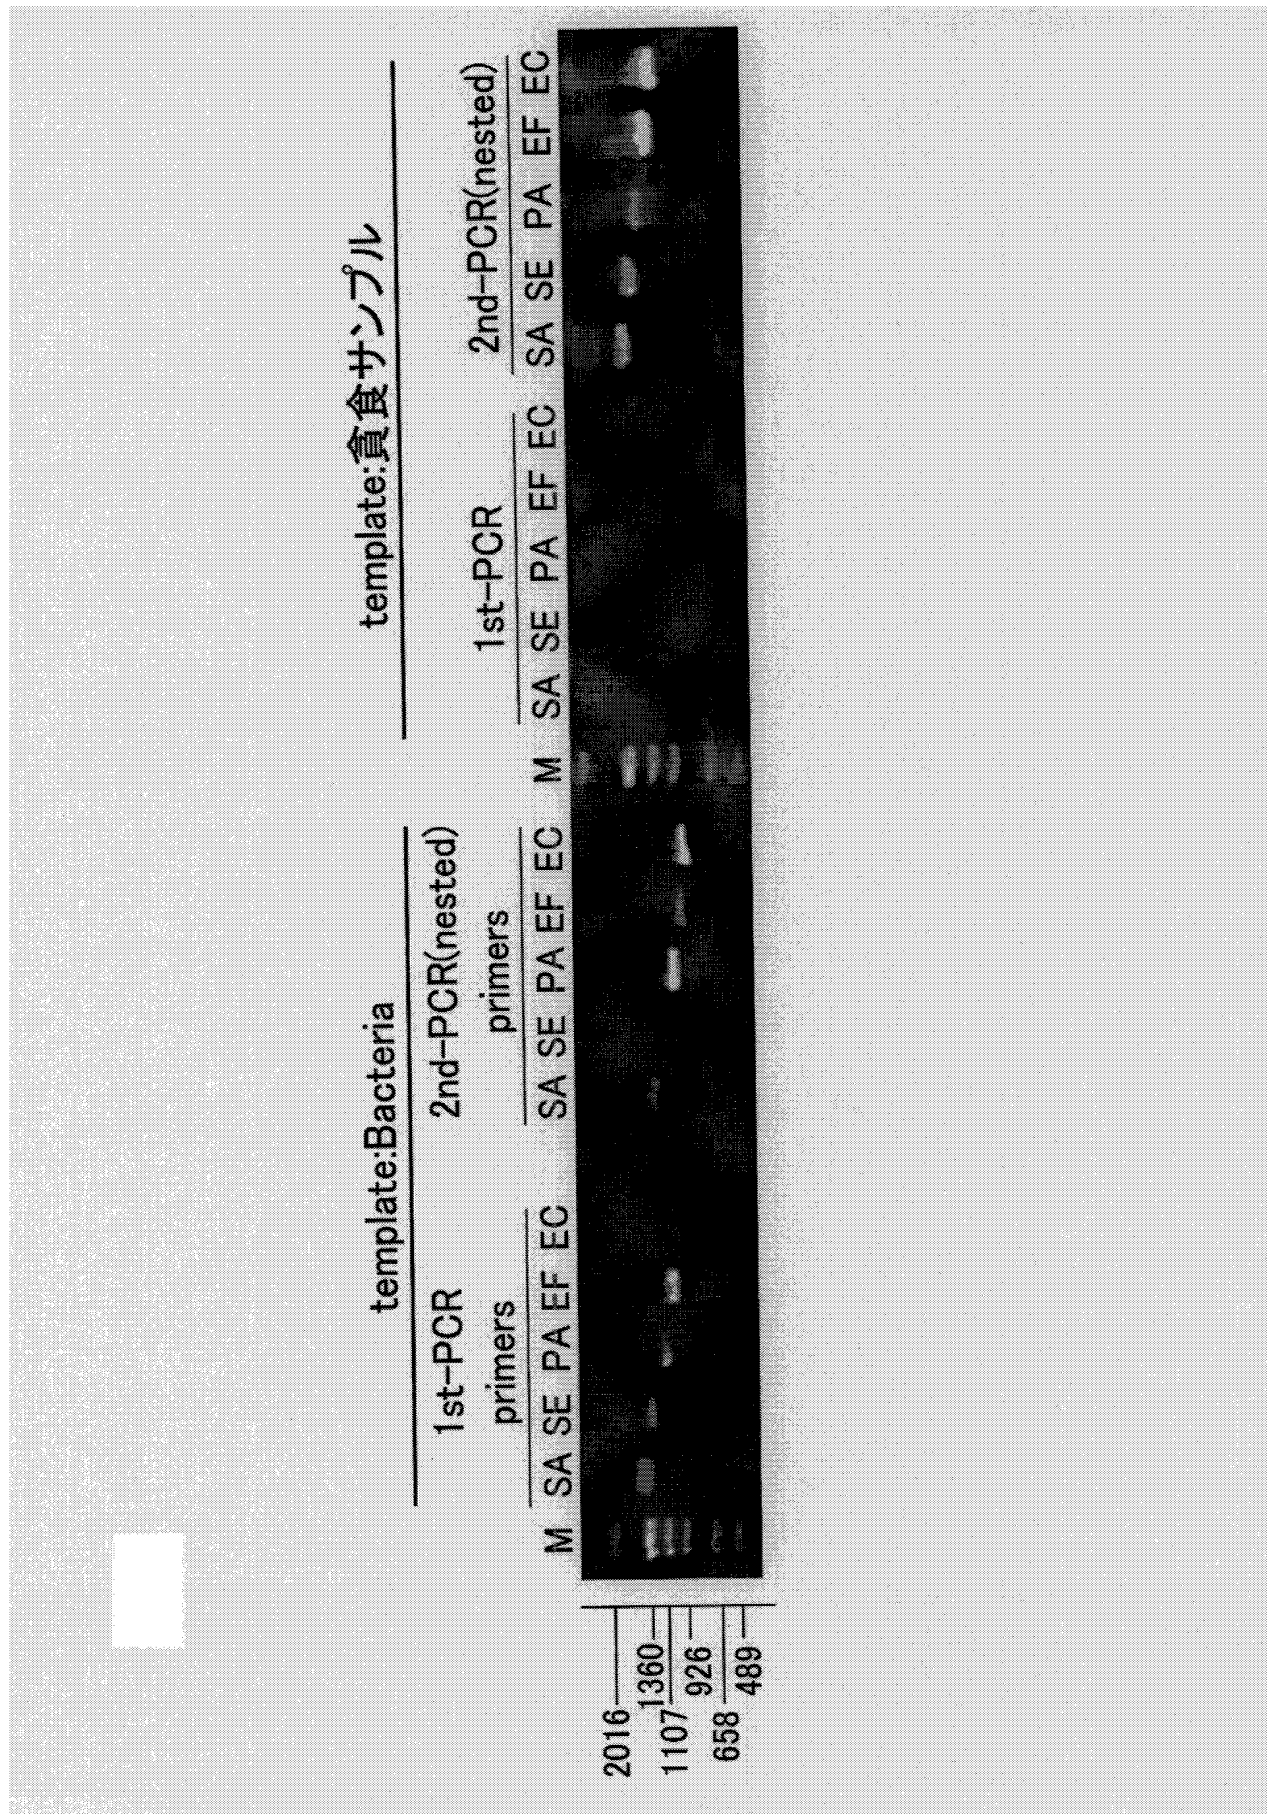 template:Bacteria template:貪食サンプル
1st-PCR 2nd-PCR(nested) 1st-PCR 2nd-PCR(nested)
primers primers
M SA SE PA EF EC SA SE PA EF EC M SA SE PA EF EC SA SE PA EF EC
2016
1360
1107
926
658
489